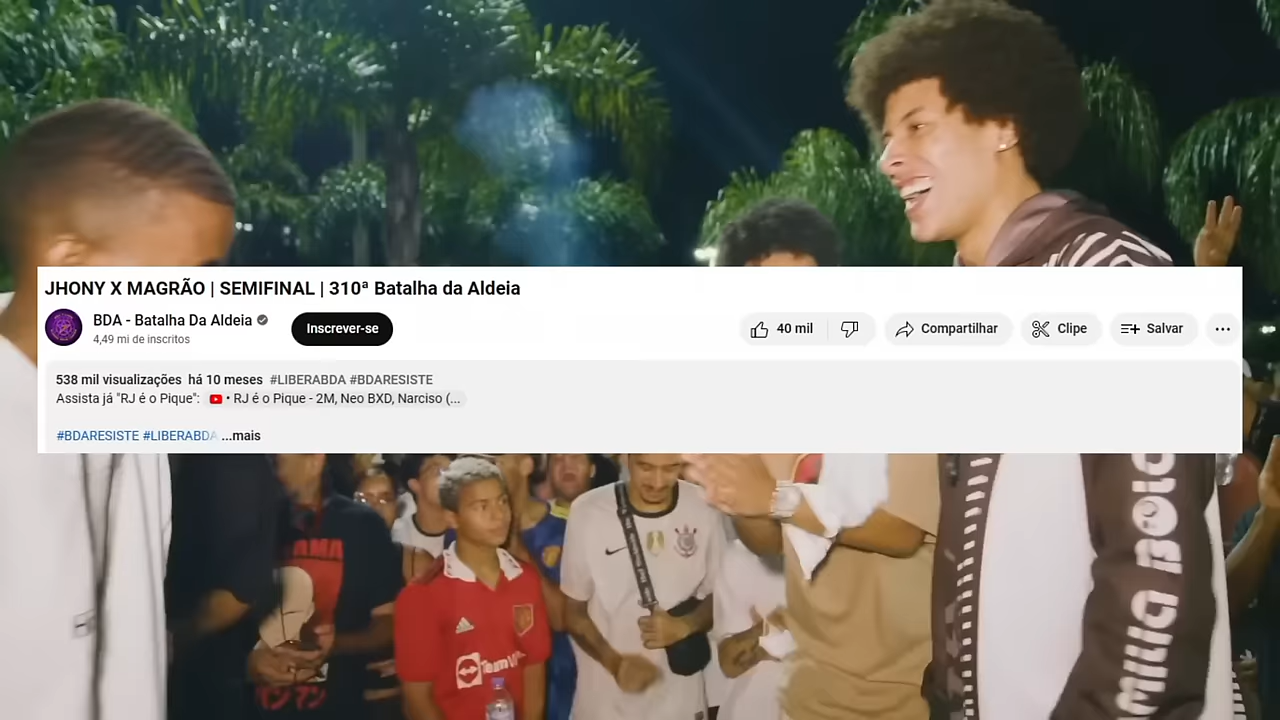 JHONY X MAGRÃO | SEMIFINAL | 310ª Batalha da Aldeia
BDA - Batalha Da Aldeia
4,49 mi de inscritos
Inscrever-se
40 mil
Compartilhar
Clipe
Salvar
538 mil visualizações há 10 meses #LIBERABDA #BDARESISTE
Assista já "RJ é o Pique": • RJ é o Pique - 2M, Neo BXD, Narciso (...
#BDARESISTE #LIBERABDA ...mais